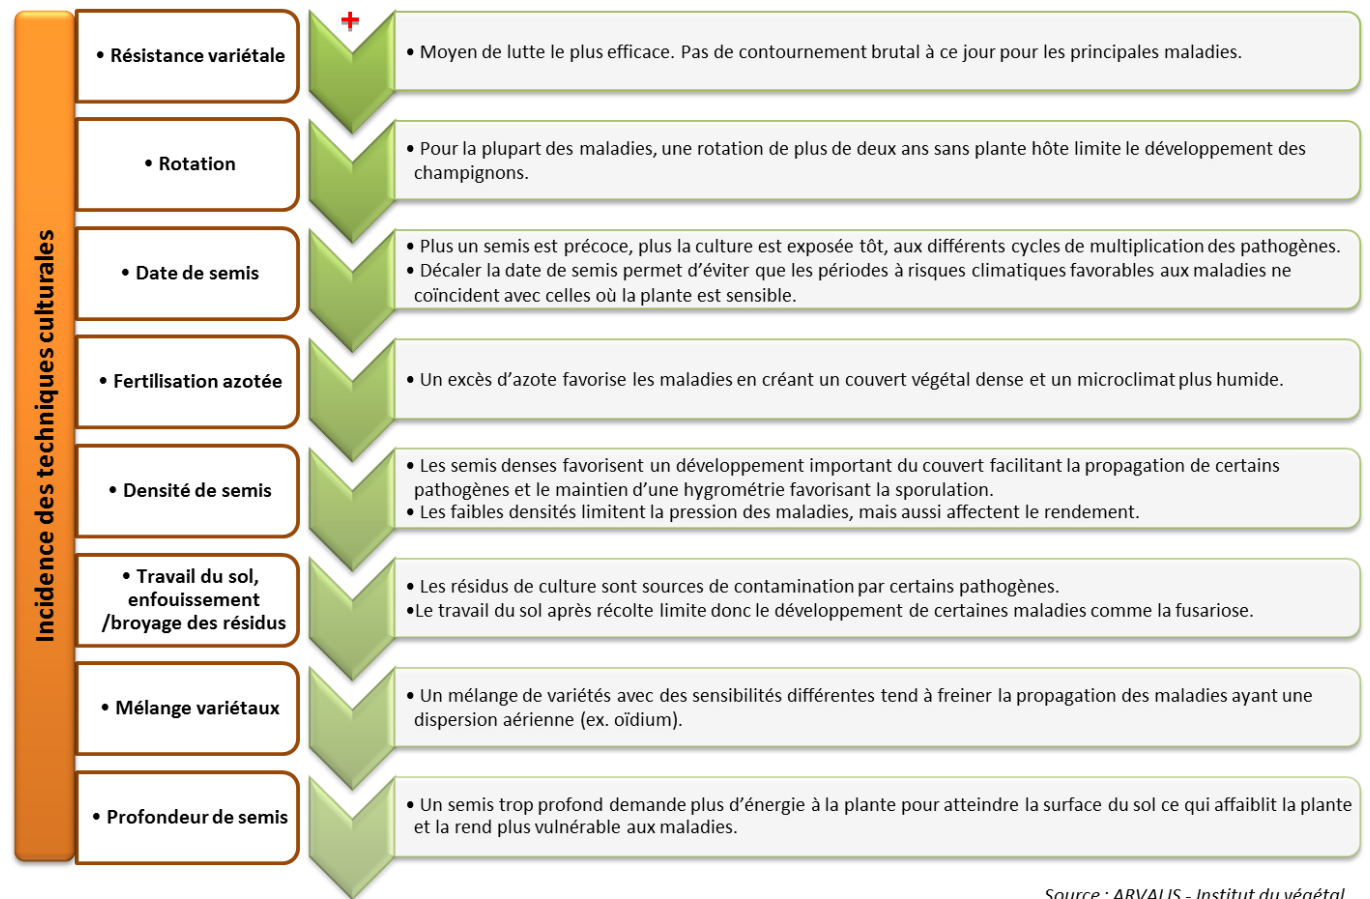 Incidence des techniques culturales
+
• Résistance variétale
• Moyen de lutte le plus efficace. Pas de contournement brutal à ce jour pour les principales maladies.
• Rotation
• Pour la plupart des maladies, une rotation de plus de deux ans sans plante hôte limite le développement des
champignons.
• Date de semis
• Plus un semis est précoce, plus la culture est exposée tôt, aux différents cycles de multiplication des pathogènes.
• Décaler la date de semis permet d’éviter que les périodes à risques climatiques favorables aux maladies ne
coïncident avec celles où la plante est sensible.
• Fertilisation azotée
• Un excès d’azote favorise les maladies en créant un couvert végétal dense et un microclimat plus humide.
• Densité de semis
• Les semis denses favorisent un développement important du couvert facilitant la propagation de certains
pathogènes et le maintien d’une hygrométrie favorisant la sporulation.
• Les faibles densités limitent la pression des maladies, mais aussi affectent le rendement.
• Travail du sol,
enfouissement
/broyage des résidus
• Les résidus de culture sont sources de contamination par certains pathogènes.
•Le travail du sol après récolte limite donc le développement de certaines maladies comme la fusariose.
• Mélange variétaux
• Un mélange de variétés avec des sensibilités différentes tend à freiner la propagation des maladies ayant une
dispersion aérienne (ex. oïdium).
• Profondeur de semis
• Un semis trop profond demande plus d’énergie à la plante pour atteindre la surface du sol ce qui affaiblit la plante
et la rend plus vulnérable aux maladies.
Source : ARVALIS - Institut du végétal